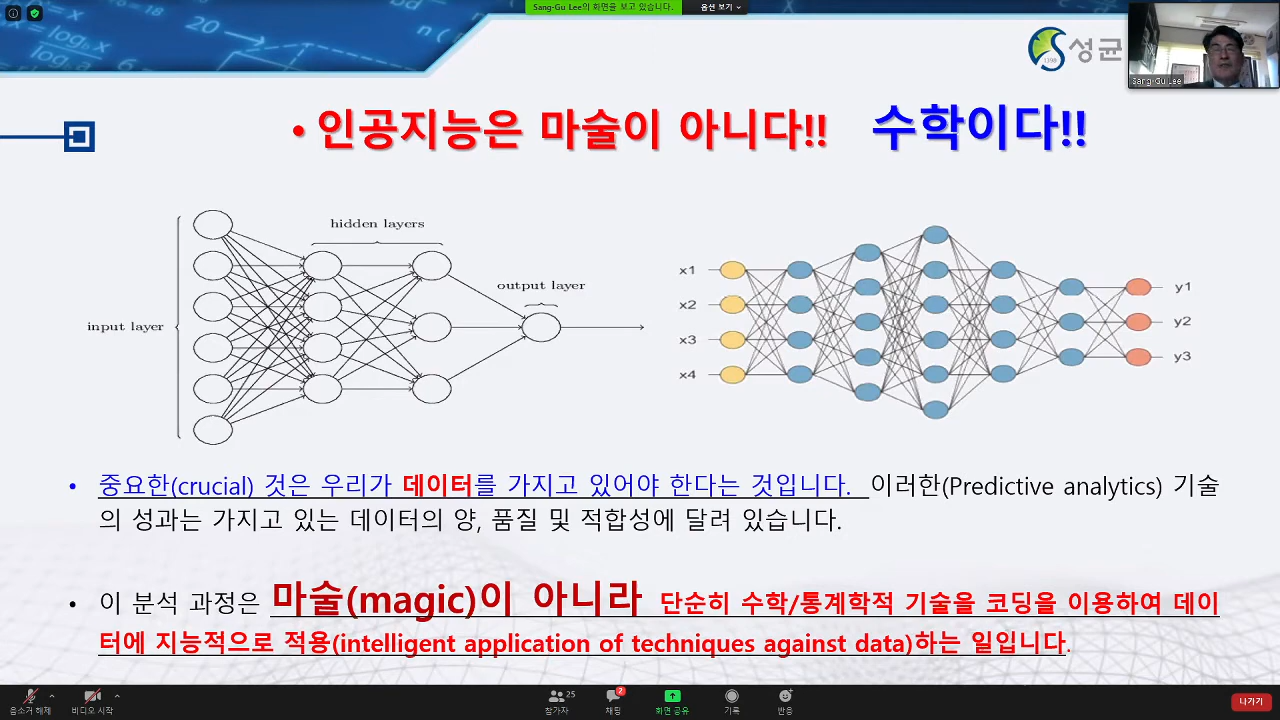 Sang-Gu Lee의 화면을 보고 있습니다. 옵션 보기
20
log
n(
성균
1398
Sang-Gu Lee
• 인공지능은 마술이 아니다!! 수학이다!!
hidden layers
output layer
input layer
x1
x2
x3
x4
y1
y2
y3
• 중요한(crucial) 것은 우리가 데이터를 가지고 있어야 한다는 것입니다. 이러한(Predictive analytics) 기술
의 성과는 가지고 있는 데이터의 양, 품질 및 적합성에 달려 있습니다.
• 이 분석 과정은 마술(magic)이 아니라 단순히 수학/통계학적 기술을 코딩을 이용하여 데이
터에 지능적으로 적용(intelligent application of techniques against data)하는 일입니다.
음소거 해제 비디오 시작 25 참가자 2 채팅 화면 공유 기록 반응 나가기